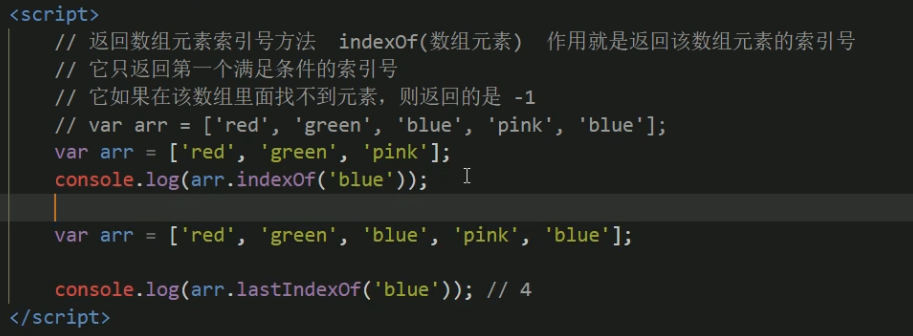 <script>
// 返回数组元素索引号方法  indexOf(数组元素)  作用就是返回该数组元素的索引号
// 它只返回第一个满足条件的索引号
// 它如果在该数组里面找不到元素，则返回的是 -1
// var arr = ['red', 'green', 'blue', 'pink', 'blue'];
var arr = ['red', 'green', 'pink'];
console.log(arr.indexOf('blue'));
var arr = ['red', 'green', 'blue', 'pink', 'blue'];
console.log(arr.lastIndexOf('blue')); // 4
</script>